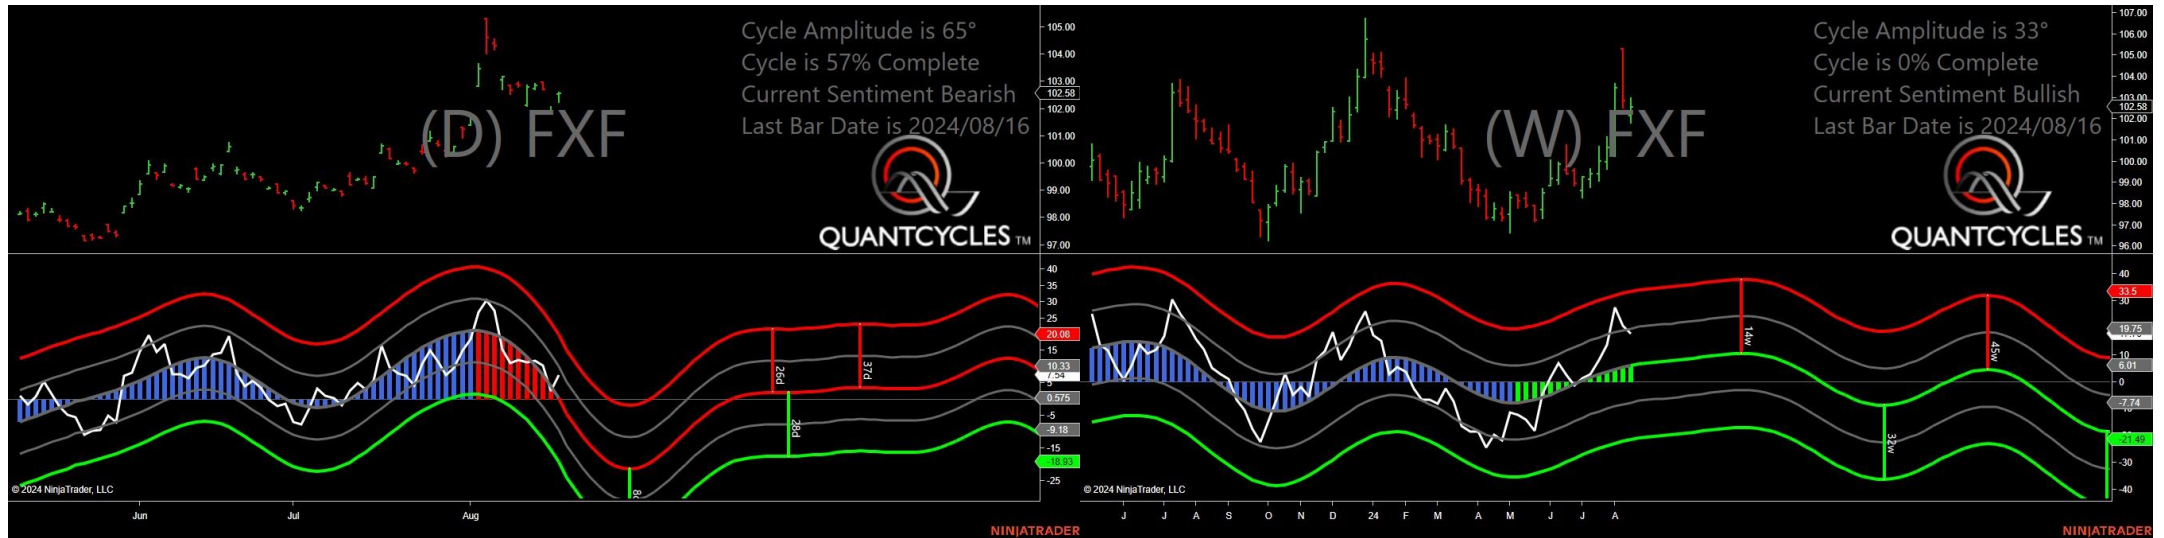 Cycle Amplitude is 65°
Cycle is 57% Complete
Current Sentiment Bearish
Last Bar Date is 2024/08/16
(D) FXF
QUANTCYCLES TM
105.00
104.00
103.00
102.58
102.00
101.00
100.00
99.00
98.00
97.00
40
35
30
25
20.08
15
10.33
7.54
5
0.575
-5
-9.18
-15
-18.93
-25
26d
37d
28d
© 2024 NinjaTrader, LLC
Jun
Jul
Aug
NINJATRADER
Cycle Amplitude is 33°
Cycle is 0% Complete
Current Sentiment Bullish
Last Bar Date is 2024/08/16
(W) FXF
QUANTCYCLES TM
107.00
106.00
105.00
104.00
103.00
102.58
101.00
100.00
99.00
98.00
97.00
96.00
40
33.5
30
19.75
10
6.01
0
-7.74
-21.49
-30
-40
14w
45w
32w
© 2024 NinjaTrader, LLC
J
J
A
S
O
N
D
24
F
M
A
M
J
J
A
NINJATRADER